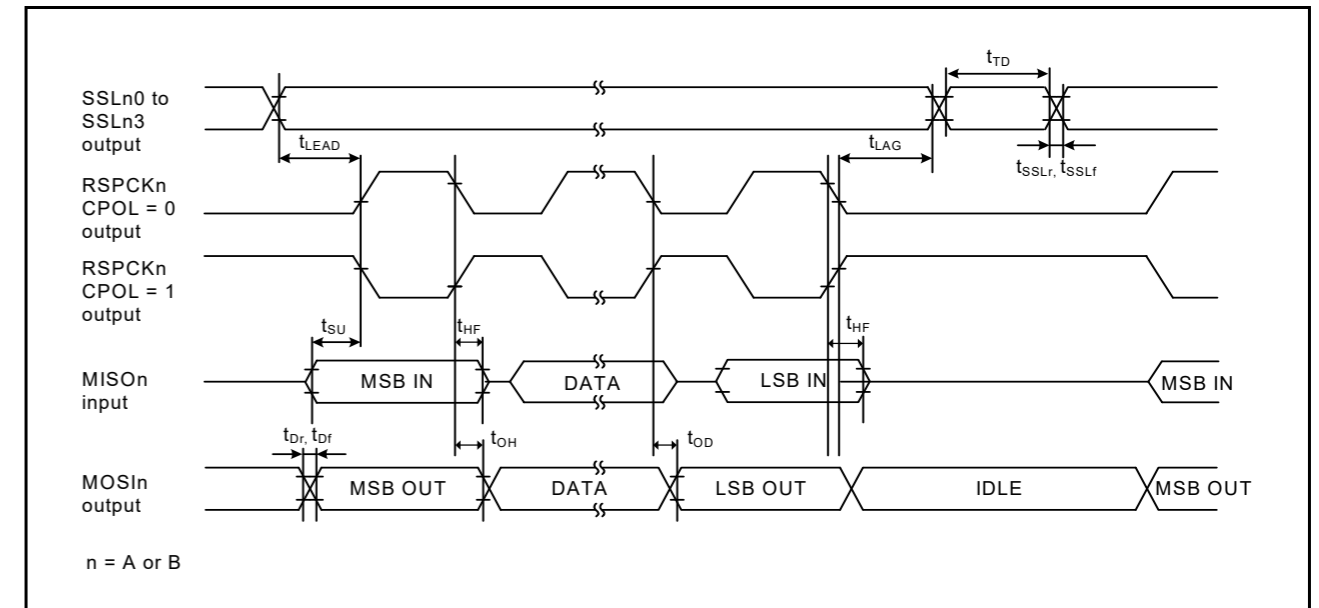 tTD
SSLn0 to
SSLn3
output
tLEAD
tLAG
tSSLr, tSSLf
RSPCKn
CPOL = 0
output
RSPCKn
CPOL = 1
output
tSU
tHF
tHF
MISOn
input
MSB IN
DATA
LSB IN
MSB IN
tDr, tDf
tOH
tOD
MOSIn
output
MSB OUT
DATA
LSB OUT
IDLE
MSB OUT
n = A or B